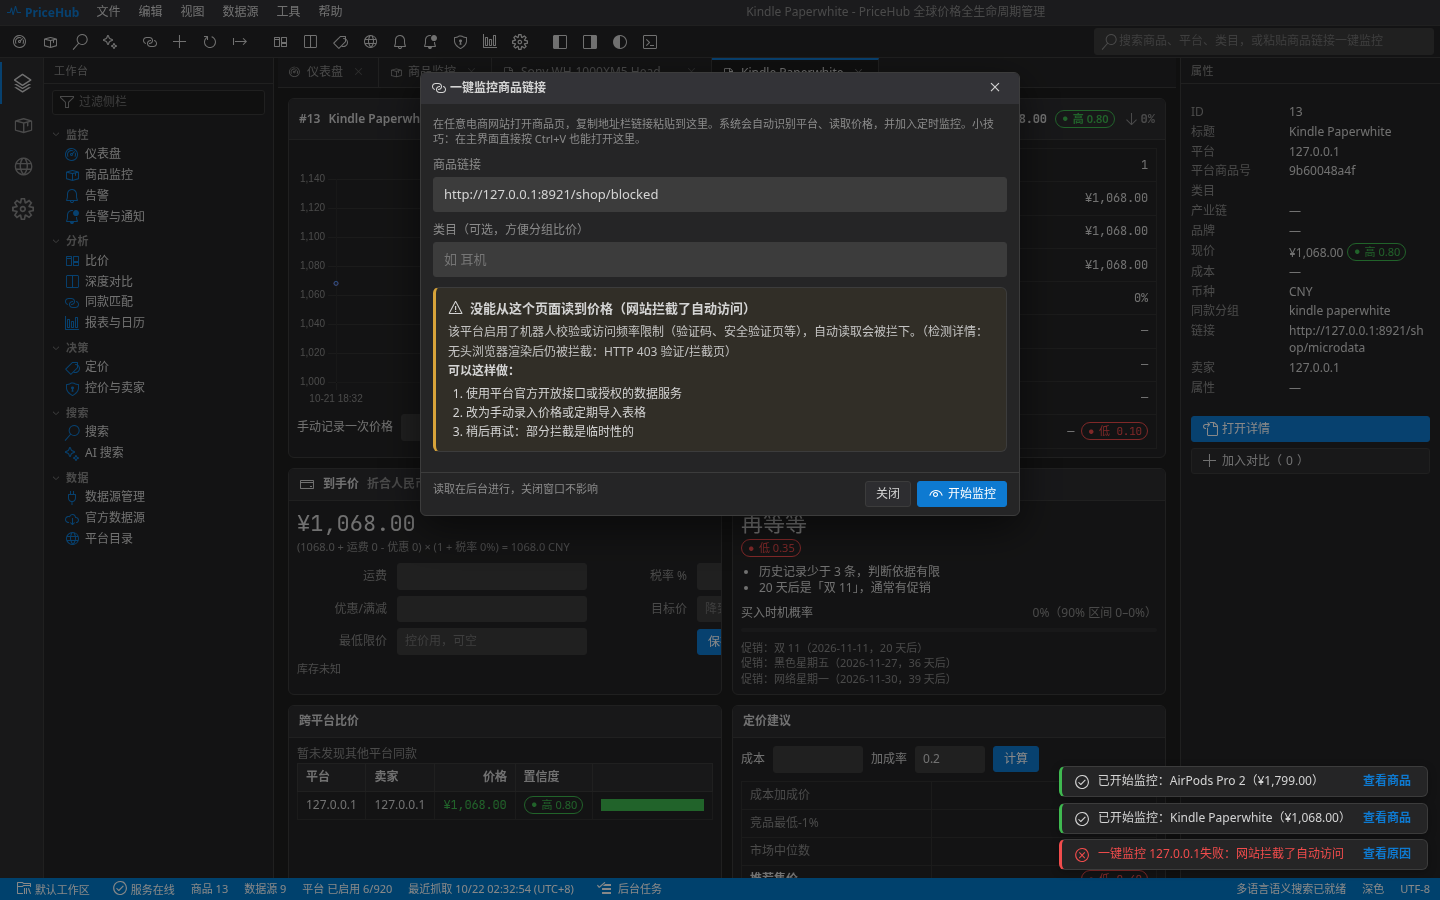 PriceHub 文件 编辑 视图 数据源 工具 帮助
Kindle Paperwhite - PriceHub 全球价格全生命周期管理
搜索商品、平台、类目，或粘贴商品链接一键监控
工作台
过滤侧栏
监控
仪表盘
商品监控
告警
告警与通知
分析
比价
深度对比
同款匹配
报表与日历
决策
定价
控价与卖家
搜索
搜索
AI 搜索
数据
数据源管理
官方数据源
平台目录
仪表盘
商品监控
Sony WH-1000XM5 Head
Kindle Paperwhite
#13 Kindle Paperwh
8.00 高 0.80 0%
1,140
1,120
1,100
1,080
1,060
1,040
1,020
1,000
10-21 18:32
手动记录一次价格
1
¥1,068.00
¥1,068.00
¥1,068.00
0%
—
—
—
— 低 0.10
一键监控商品链接
在任意电商网站打开商品页，复制地址栏链接粘贴到这里。系统会自动识别平台、读取价格，并加入定时监控。小技
巧：在主界面直接按 Ctrl+V 也能打开这里。
商品链接
http://127.0.0.1:8921/shop/blocked
类目（可选，方便分组比价）
如 耳机
没能从这个页面读到价格（网站拦截了自动访问）
该平台启用了机器人校验或访问频率限制（验证码、安全验证页等），自动读取会被拦下。（检测详情：
无头浏览器渲染后仍被拦截：HTTP 403 验证/拦截页）
可以这样做：
1. 使用平台官方开放接口或授权的数据服务
2. 改为手动录入价格或定期导入表格
3. 稍后再试：部分拦截是临时性的
读取在后台进行，关闭窗口不影响
关闭
开始监控
到手价 折合人民
¥1,068.00
(1068.0 + 运费 0 - 优惠 0) × (1 + 税率 0%) = 1068.0 CNY
运费
税率 %
优惠/满减
目标价
最低限价 控价用，可空
保
库存未知
再等等
低 0.35
历史记录少于 3 条，判断依据有限
20 天后是「双 11」，通常有促销
买入时机概率
0%（90% 区间 0–0%）
促销：双 11（2026-11-11，20 天后）
促销：黑色星期五（2026-11-27，36 天后）
促销：网络星期一（2026-11-30，39 天后）
跨平台比价
暂未发现其他平台同款
平台 卖家 价格 置信度
127.0.0.1 127.0.0.1 ¥1,068.00 高 0.80
定价建议
成本 加成率 0.2 计算
成本加成价
竞品最低-1%
市场中位数
推荐售价
属性
ID 13
标题 Kindle Paperwhite
平台 127.0.0.1
平台商品号 9b60048a4f
类目
产业链 —
品牌 —
现价 ¥1,068.00 高 0.80
成本 —
币种 CNY
同款分组 kindle paperwhite
链接 http://127.0.0.1:8921/sh
op/microdata
卖家 127.0.0.1
属性 —
打开详情
加入对比（ 0 ）
已开始监控：AirPods Pro 2（¥1,799.00） 查看商品
已开始监控：Kindle Paperwhite（¥1,068.00） 查看商品
一键监控 127.0.0.1失败：网站拦截了自动访问 查看原因
默认工作区 服务在线 商品 13 数据源 9 平台 已启用 6/920 最近抓取 10/22 02:32:54 (UTC+8) 后台任务
多语言语义搜索已就绪 深色 UTF-8